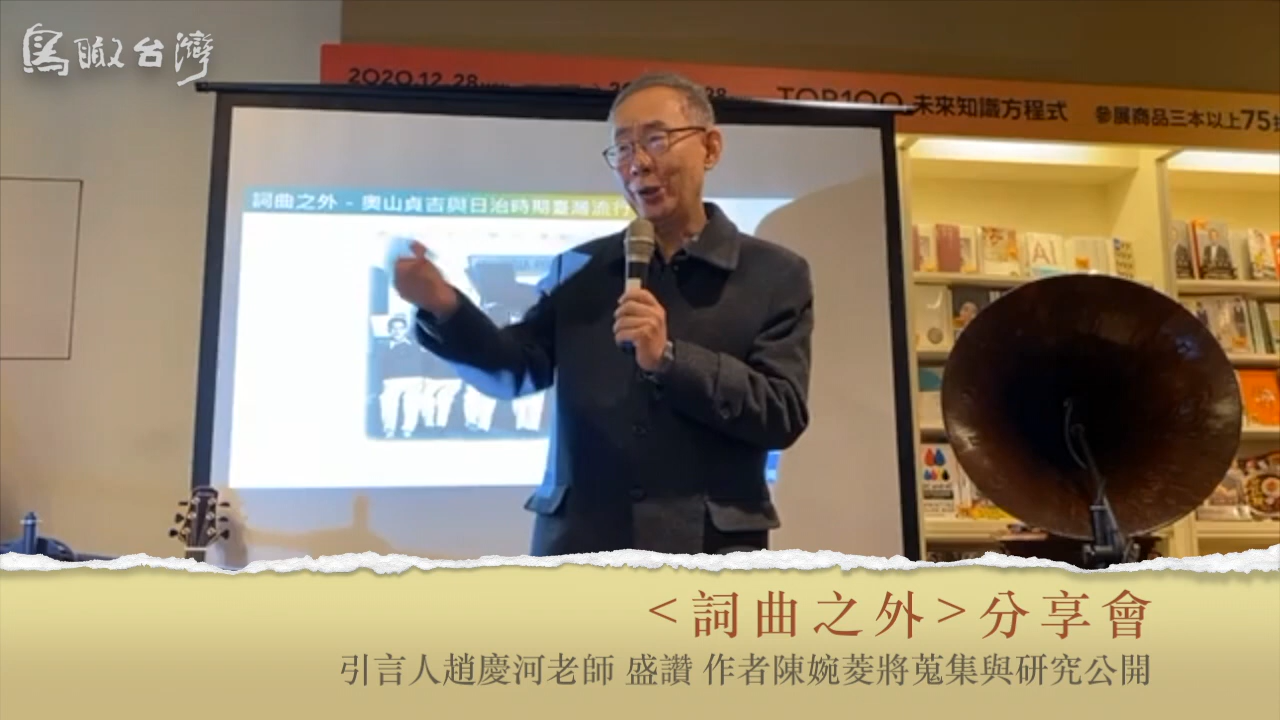 鳥瞰台灣
2020.12.28
TOP100 未來知識方程式
參展商品三本以上75
詞曲之外 - 奧山貞吉與日治時期臺灣流行
AI
<詞曲之外>分享會
引言人趙慶河老師 盛讚 作者陳婉菱將蒐集與研究公開